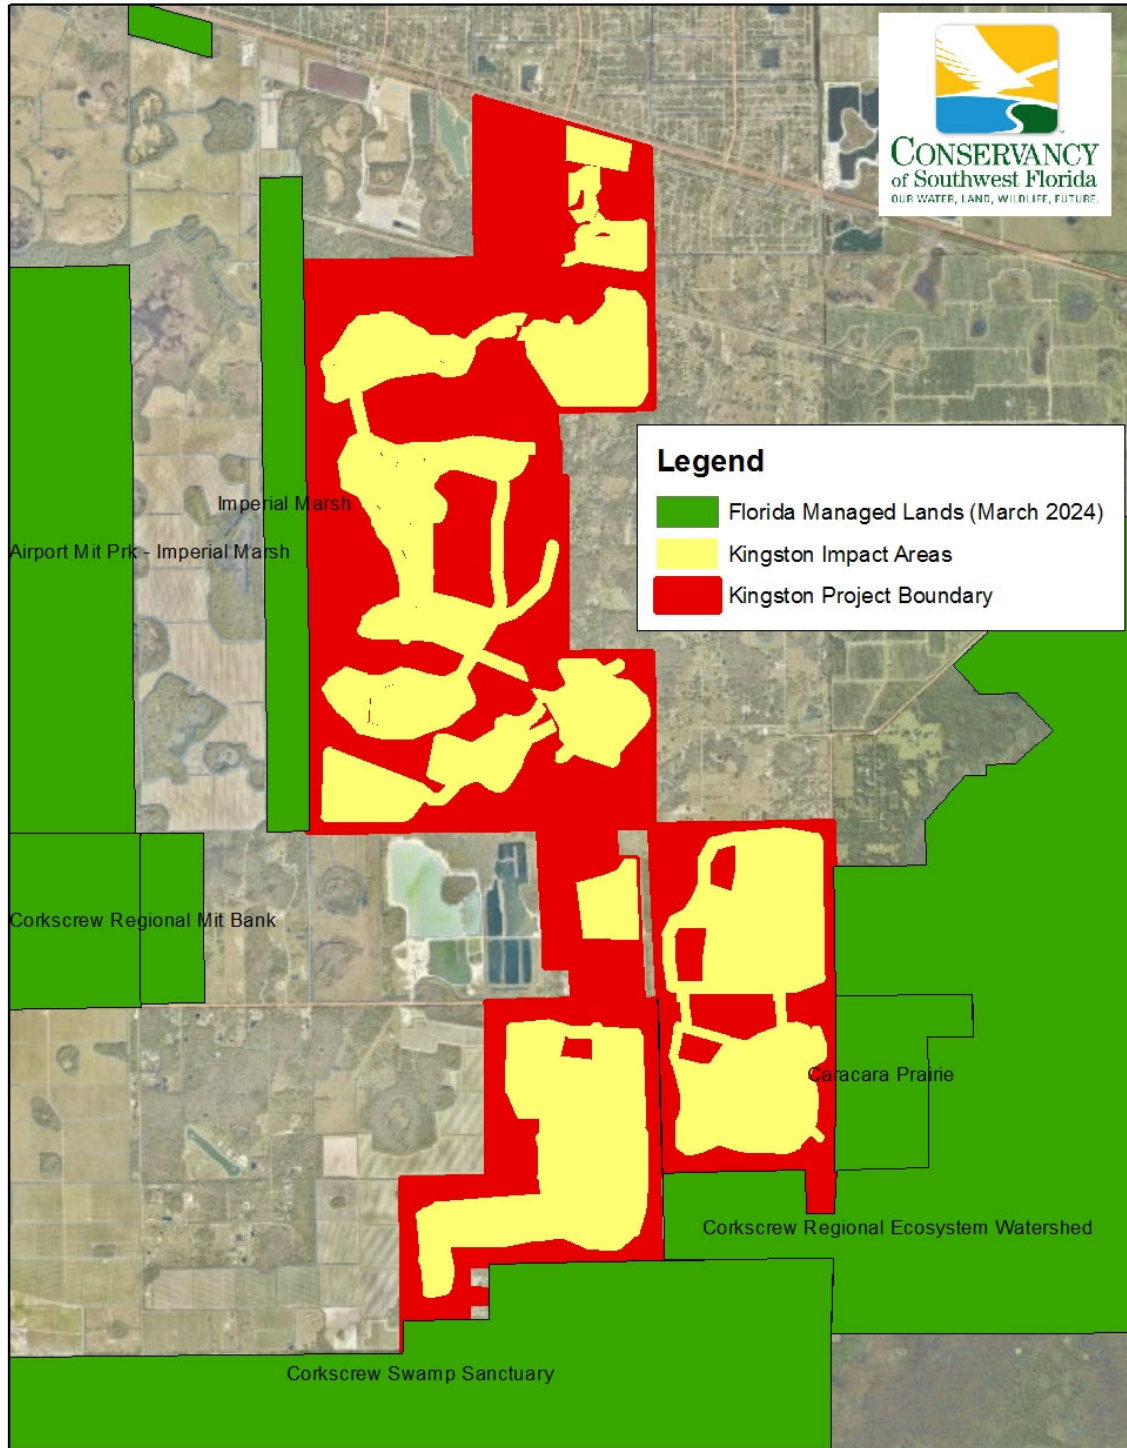 CONSERVANCY
of Southwest Florida
OUR WATER, LAND, WILDLIFE, FUTURE.
Legend
Florida Managed Lands (March 2024)
Kingston Impact Areas
Kingston Project Boundary
Imperial Marsh
Airport Mit Prk - Imperial Marsh
Corkscrew Regional Mit Bank
Caracara Prairie
Corkscrew Regional Ecosystem Watershed
Corkscrew Swamp Sanctuary